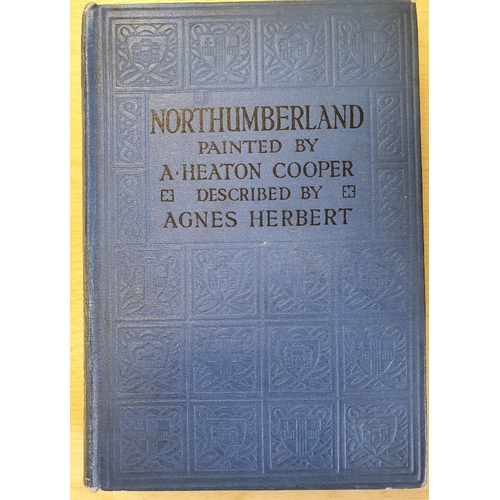 NORTHUMBERLAND
PAINTED BY
A·HEATON COOPER
DESCRIBED BY
AGNES HERBERT